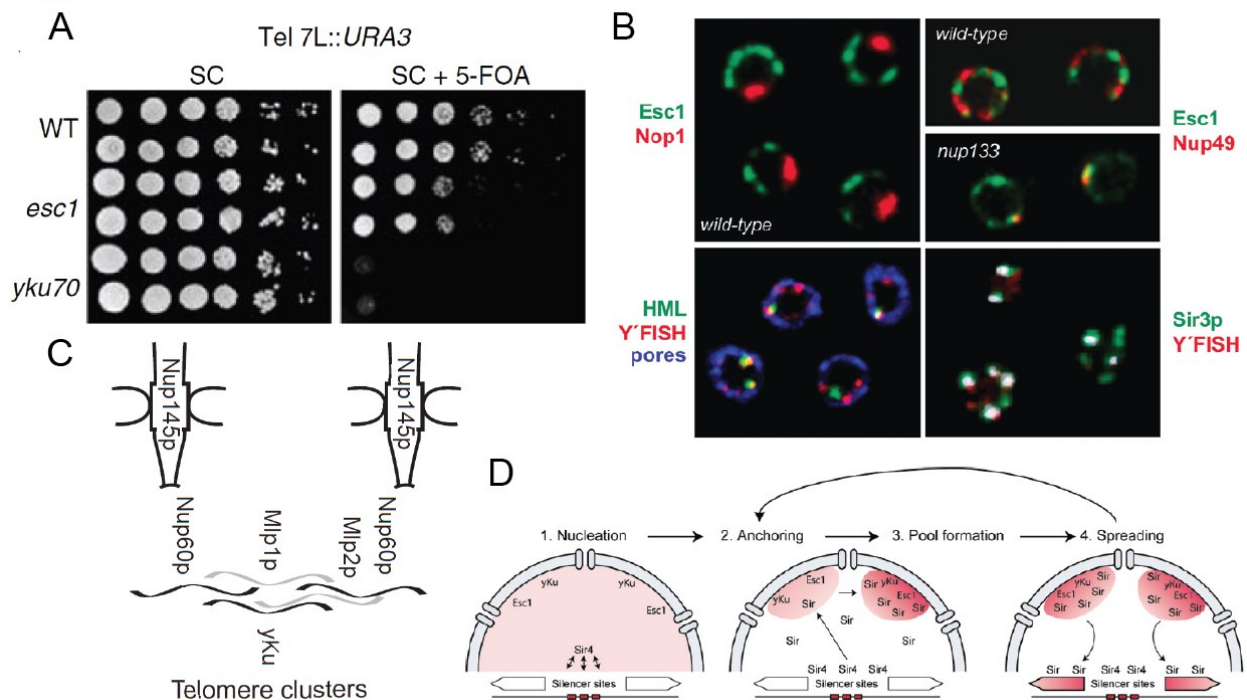 A
Tel 7L::URA3
SC
SC + 5-FOA
WT
esc1
yku70
B
Esc1
Nop1
wild-type
wild-type
Esc1
Nup49
nup133
HML
Y´FISH
pores
Sir3p
Y´FISH
C
Nup145p
Nup145p
Nup60p
Mlp1p
Mlp2p
Nup60p
yKu
Telomere clusters
D
1. Nucleation
2. Anchoring
3. Pool formation
4. Spreading
yKu
yKu
Esc1
Esc1
Sir4
Silencer sites
Esc1
yKu
Sir
Sir
yKu
Esc1
Sir
Sir
Sir
Sir
Sir
Sir
Sir4 Sir4 Sir4
Silencer sites
yKu
Sir
Esc1
Sir
Sir
Sir
Sir
yKu
Esc1
Sir
Sir
Sir
Sir Sir Sir4 Sir4 Sir Sir
Silencer sites